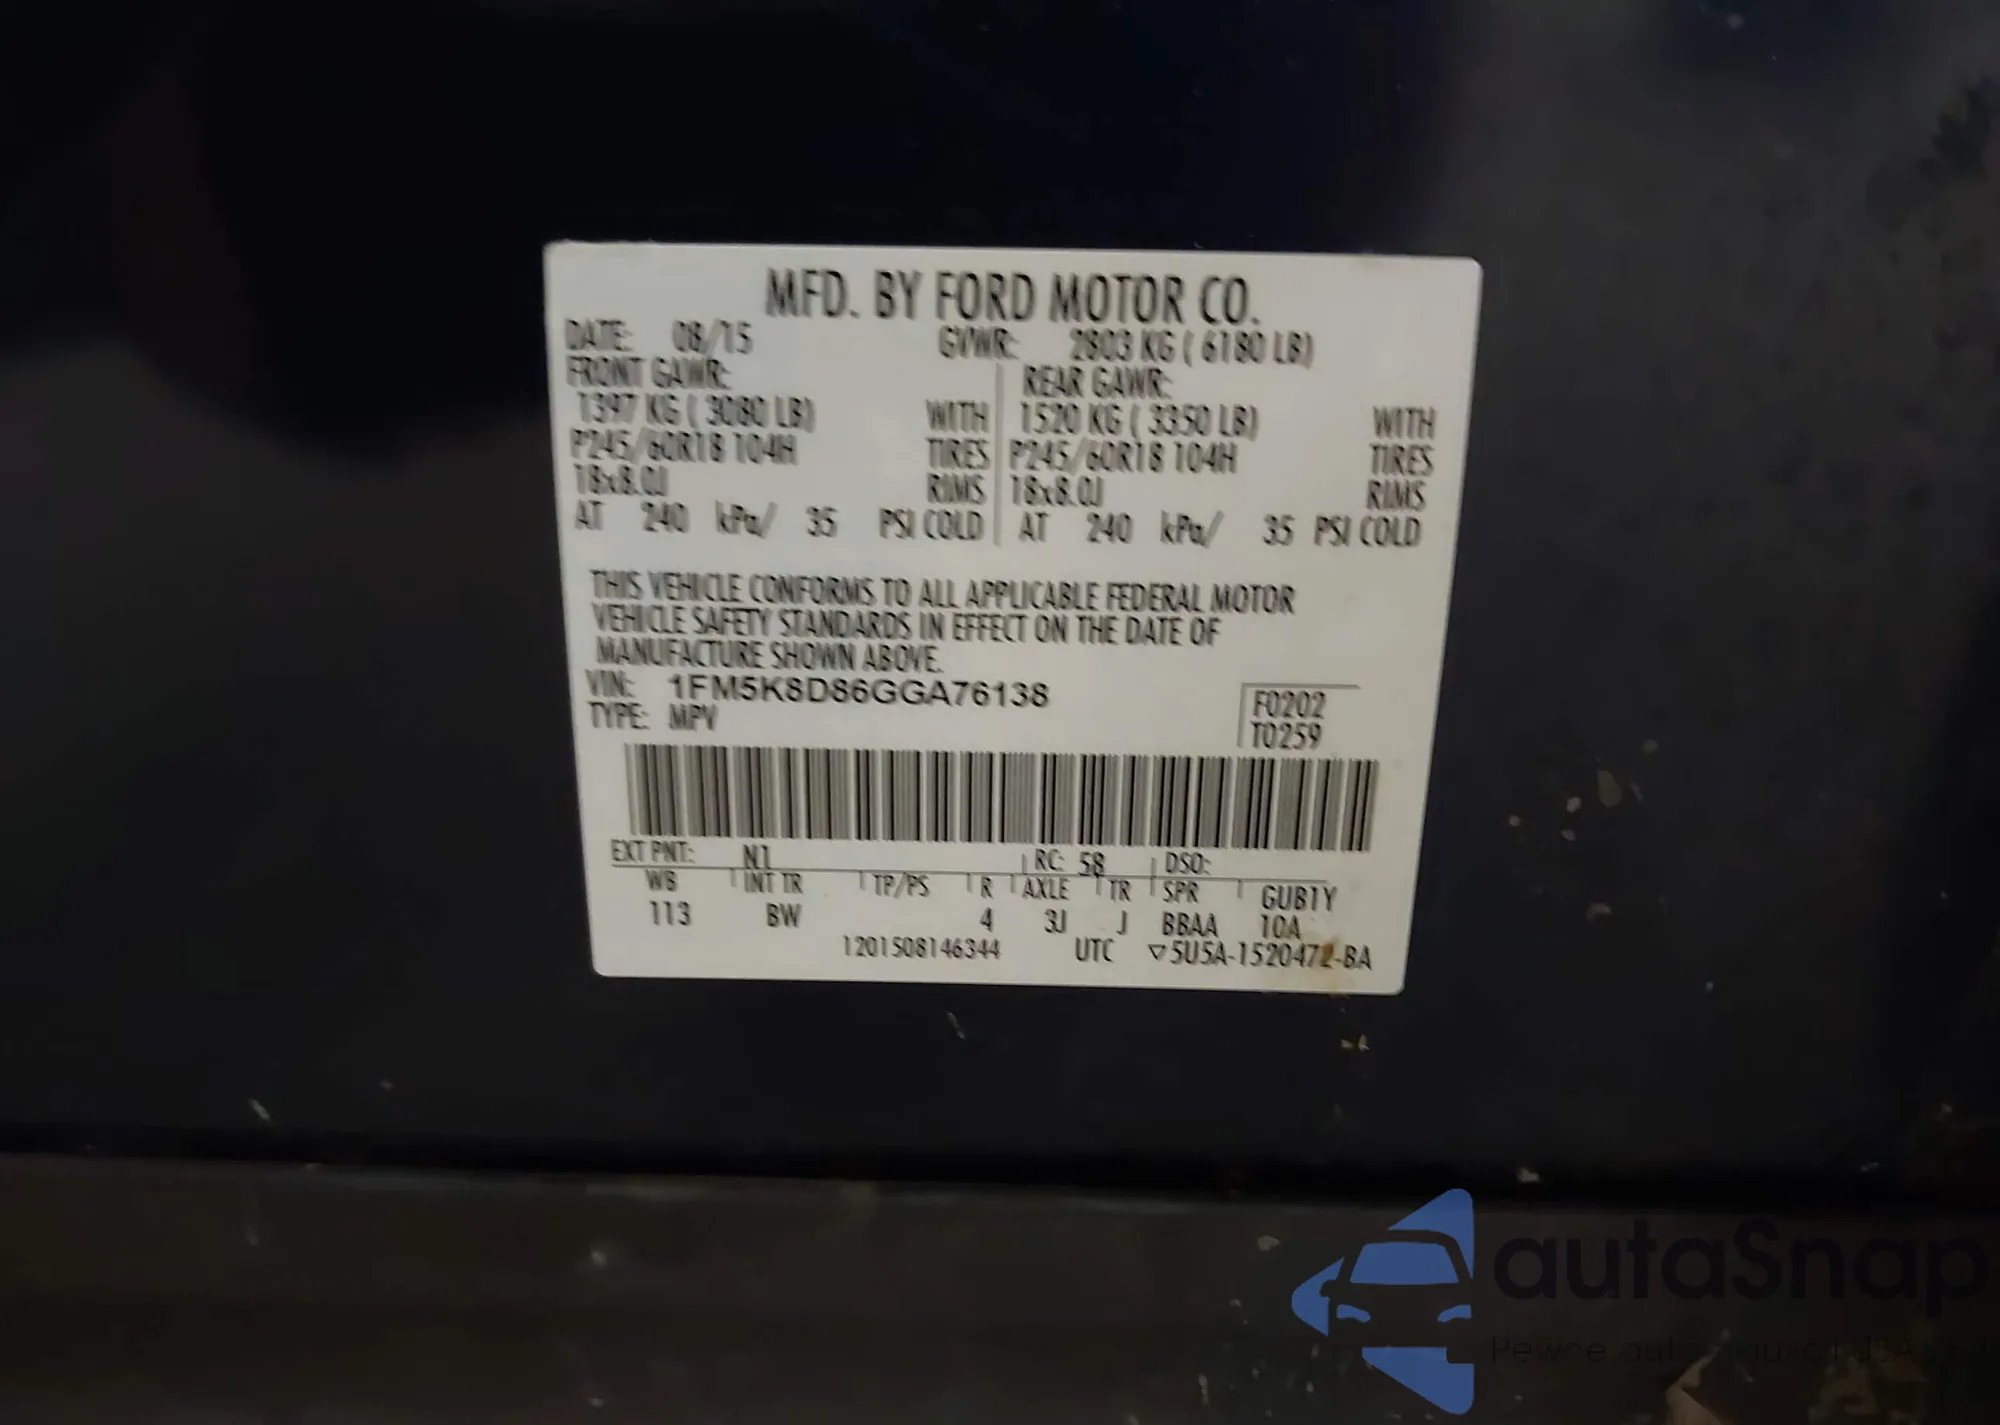 MFD. BY FORD MOTOR CO.
DATE: 08/15 GVWR: 2803 KG ( 6180 LB)
FRONT GAWR: REAR GAWR:
1397 KG ( 3080 LB) WITH 1520 KG ( 3350 LB) WITH
P245/60R18 104H TIRES P245/60R18 104H TIRES
18x8.0J RIMS 18x8.0J RIMS
AT 240 kPa/ 35 PSI COLD AT 240 kPa/ 35 PSI COLD
THIS VEHICLE CONFORMS TO ALL APPLICABLE FEDERAL MOTOR
VEHICLE SAFETY STANDARDS IN EFFECT ON THE DATE OF
MANUFACTURE SHOWN ABOVE.
VIN: 1FM5K8D86GGA76138 F0202
TYPE: MPV T0259
EXT PNT: N1 RC: 58 DSO:
WB INT TR TP/PS R AXLE TR SPR GUB1Y
113 BW 4 3J J BBAA 10A
1201508146344 UTC ▽5U5A-1520472-BA
autaSnap
Pewne auta